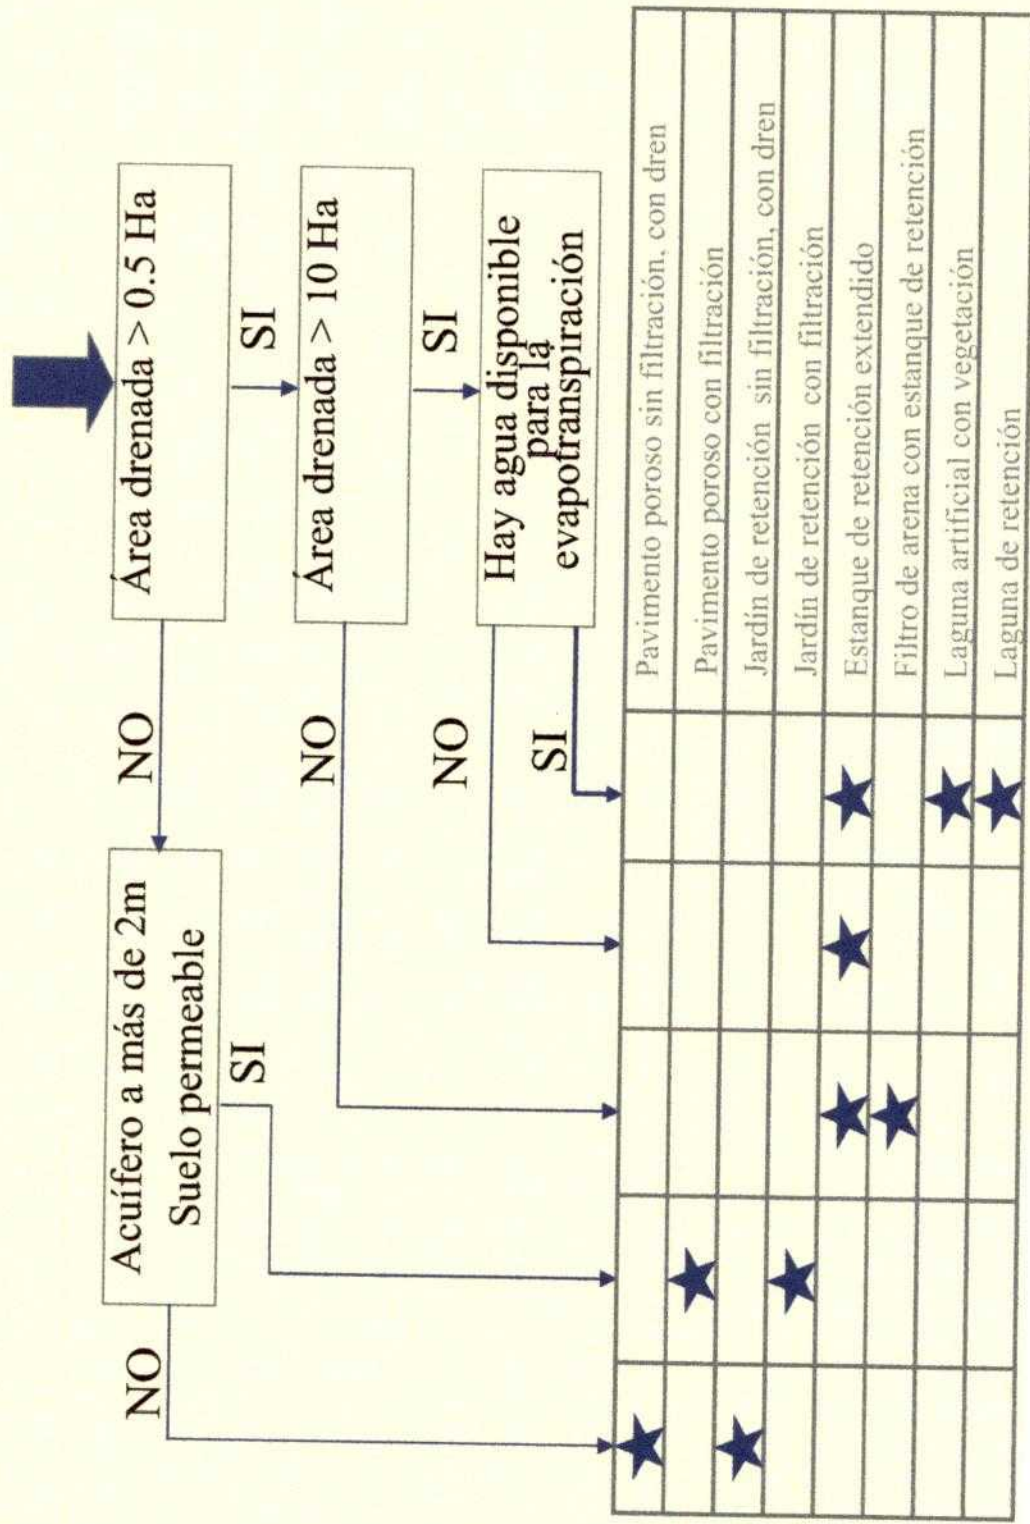 Área drenada > 0.5 Ha
NO
SI
Acuífero a más de 2m
Suelo permeable
NO
SI
Área drenada > 10 Ha
NO
SI
Hay agua disponible
para la
evapotranspiración
NO
SI
Pavimento poroso sin filtración, con dren
Pavimento poroso con filtración
Jardín de retención sin filtración, con dren
Jardín de retención con filtración
Estanque de retención extendido
Filtro de arena con estanque de retención
Laguna artificial con vegetación
Laguna de retención